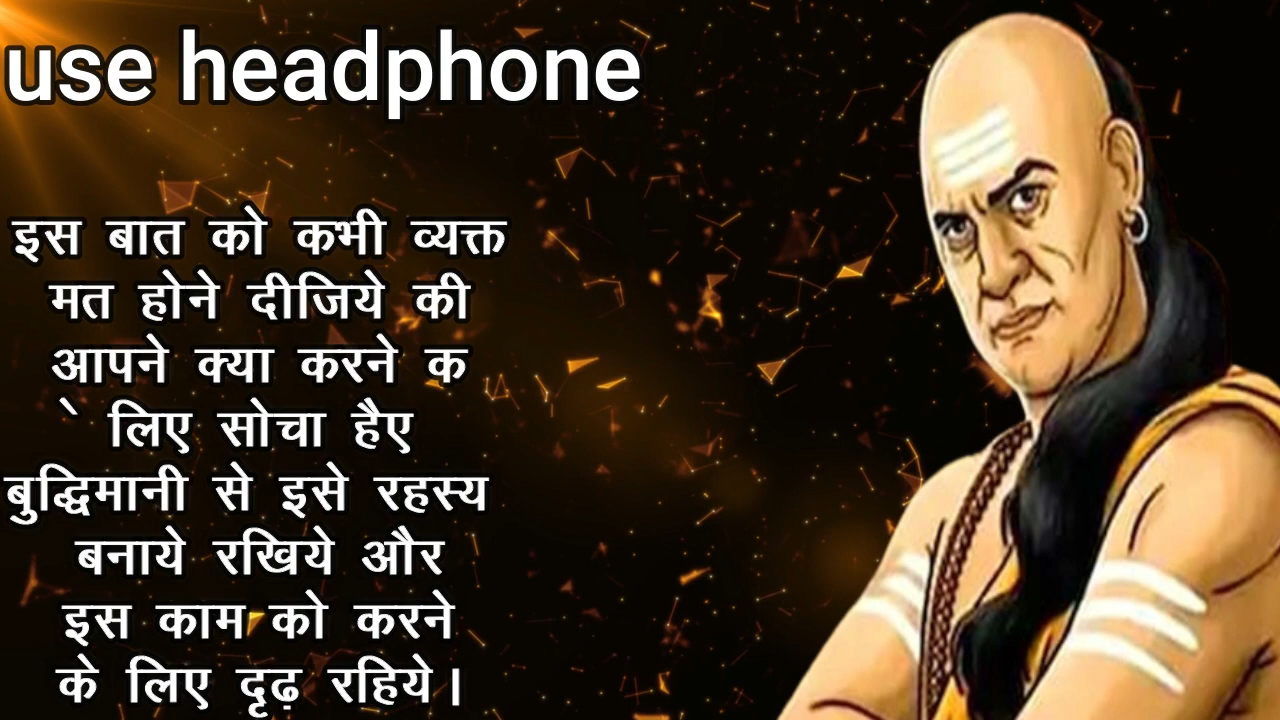 use headphone
इस बात को कभी व्यक्त
मत होने दीजिये की
आपने क्या करने क
े लिए सोचा हैए
बुद्धिमानी से इसे रहस्य
बनाये रखिये और
इस काम को करने
के लिए दृढ़ रहिये।